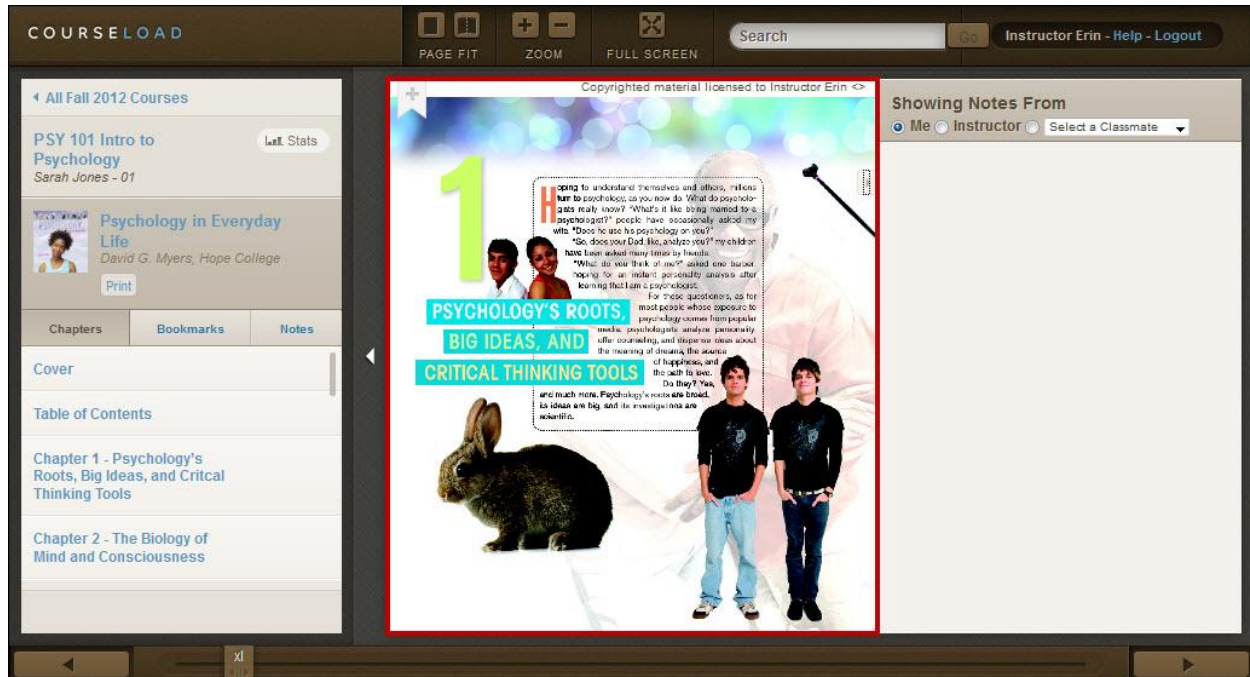 COURSELOAD
PAGE FIT
ZOOM
FULL SCREEN
Search
Go
Instructor Erin - Help - Logout
All Fall 2012 Courses
PSY 101 Intro to
Psychology
Sarah Jones - 01
Stats
Psychology in Everyday
Life
David G. Myers, Hope College
Print
Chapters
Bookmarks
Notes
Cover
Table of Contents
Chapter 1 - Psychology's
Roots, Big Ideas, and Critcal
Thinking Tools
Chapter 2 - The Biology of
Mind and Consciousness
Copyrighted material licensed to Instructor Erin <>
1
Hoping to understand themselves and others, millions
turn to psychology, as you now do. What do psycholo-
gists really know? "What's it like being married to a
psychologist?" people have occasionally asked my
wife. "Does he use his psychology on you?"
"So, does your Dad, like, analyze you?" my children
have been asked many times by friends.
"What do you think of me?" asked one barber,
hoping for an instant personality analysis after
learning that I am a psychologist.
For these questioners, as for
most people whose exposure to
psychology comes from popular
media, psychologists analyze personality,
offer counseling, and dispense ideas about
the meaning of dreams, the source
of happiness, and
the path to love.
Do they? Yes,
and much more. Psychology's roots are broad,
its ideas are big, and its investigations are
scientific.
PSYCHOLOGY'S ROOTS,
BIG IDEAS, AND
CRITICAL THINKING TOOLS
Showing Notes From
Me
Instructor
Select a Classmate
xl